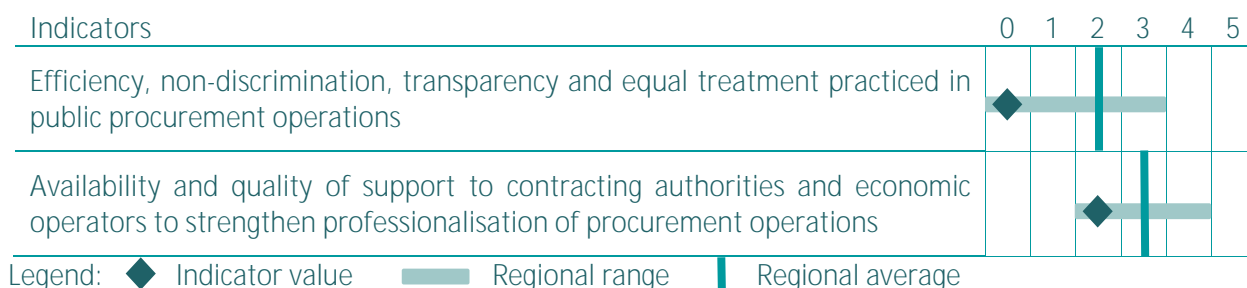 Indicators 0 1 2 3 4 5
Efficiency, non-discrimination, transparency and equal treatment practiced in
public procurement operations
Availability and quality of support to contracting authorities and economic
operators to strengthen professionalisation of procurement operations
Legend: Indicator value Regional range Regional average